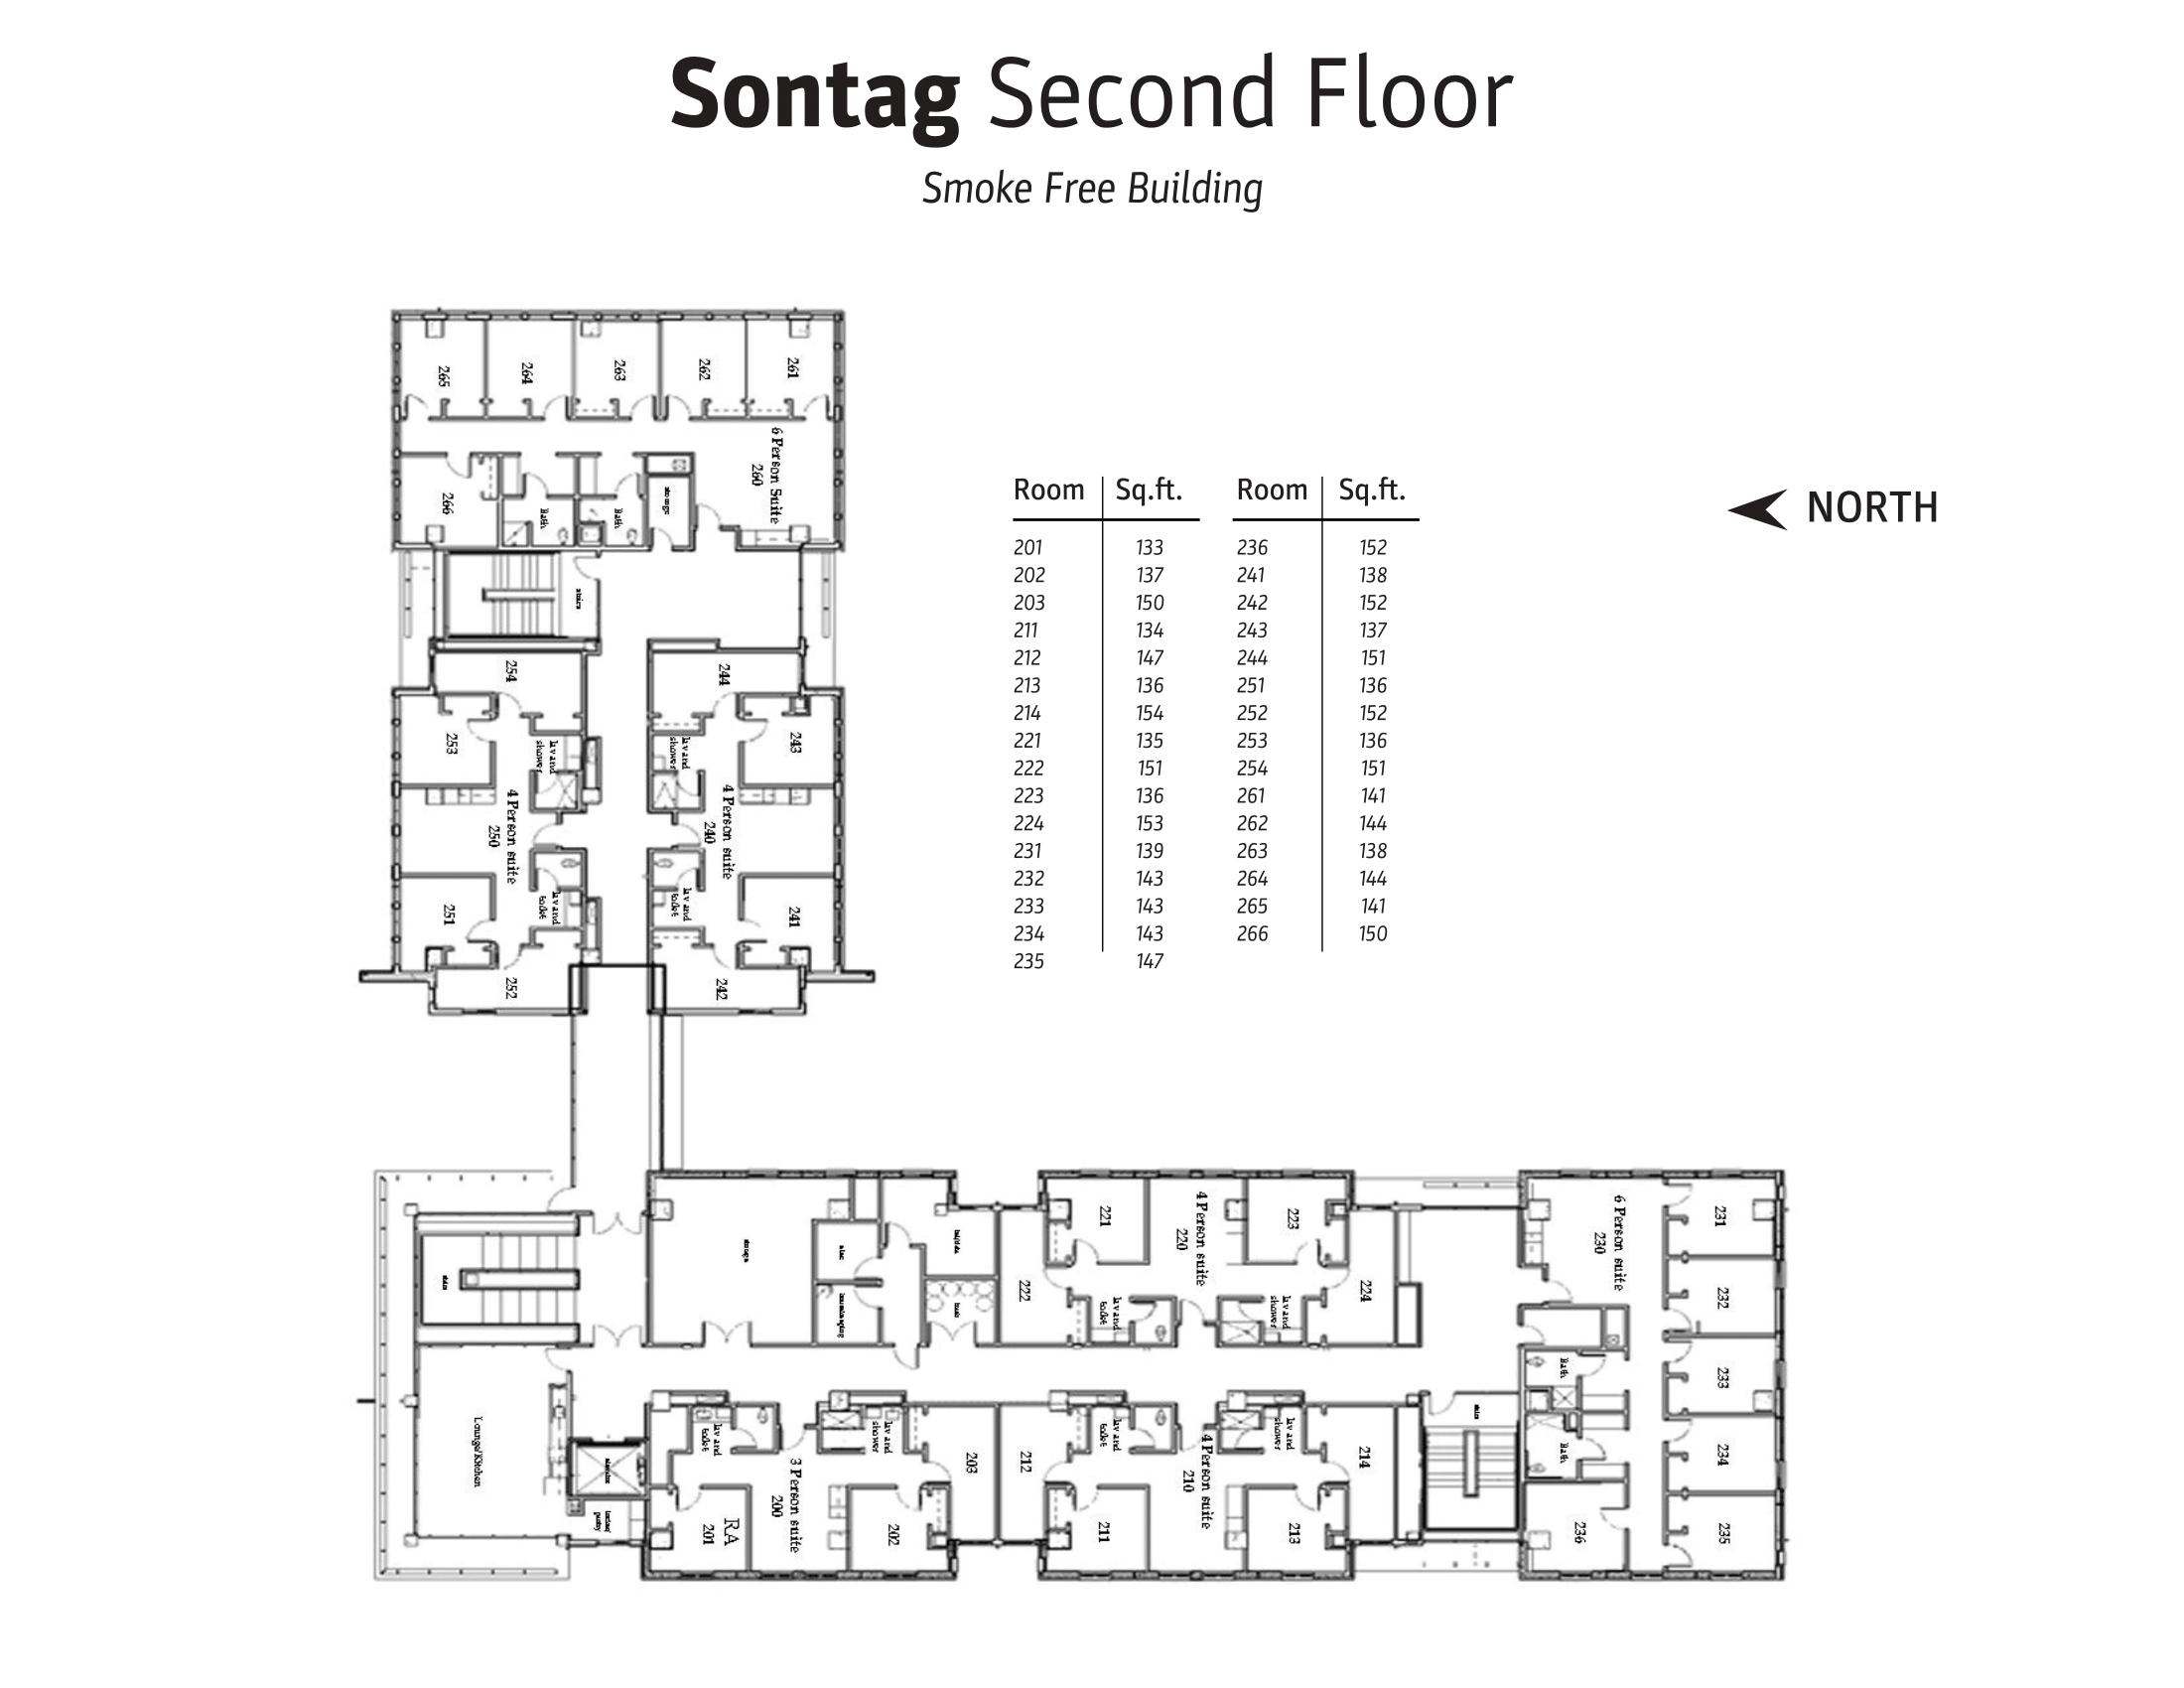 Sontag Second Floor
Smoke Free Building
265
264
263
262
261
6 Person Suite
260
266
Bath
Bath
storage
stairs
254
244
253
lav and
shower
lav and
shower
243
4 Person suite
250
4 Person suite
240
251
lav and
toilet
lav and
toilet
241
252
242
Room Sq.ft. Room Sq.ft.
201 133 236 152
202 137 241 138
203 150 242 152
211 134 243 137
212 147 244 151
213 136 251 136
214 154 252 152
221 135 253 136
222 151 254 151
223 136 261 141
224 153 262 144
231 139 263 138
232 143 264 144
233 143 265 141
234 143 266 150
235 147
NORTH
stairs
storage
221
4 Person suite
220
223
222
lav and
toilet
lav and
shower
224
6 Person suite
230
231
232
233
234
235
236
Bath
Bath
stairs
Lounge/Kitchen
elevator
lav and
toilet
3 Person suite
200
lav and
shower
RA
201
202
203
212
lav and
toilet
4 Person suite
210
lav and
shower
211
213
214